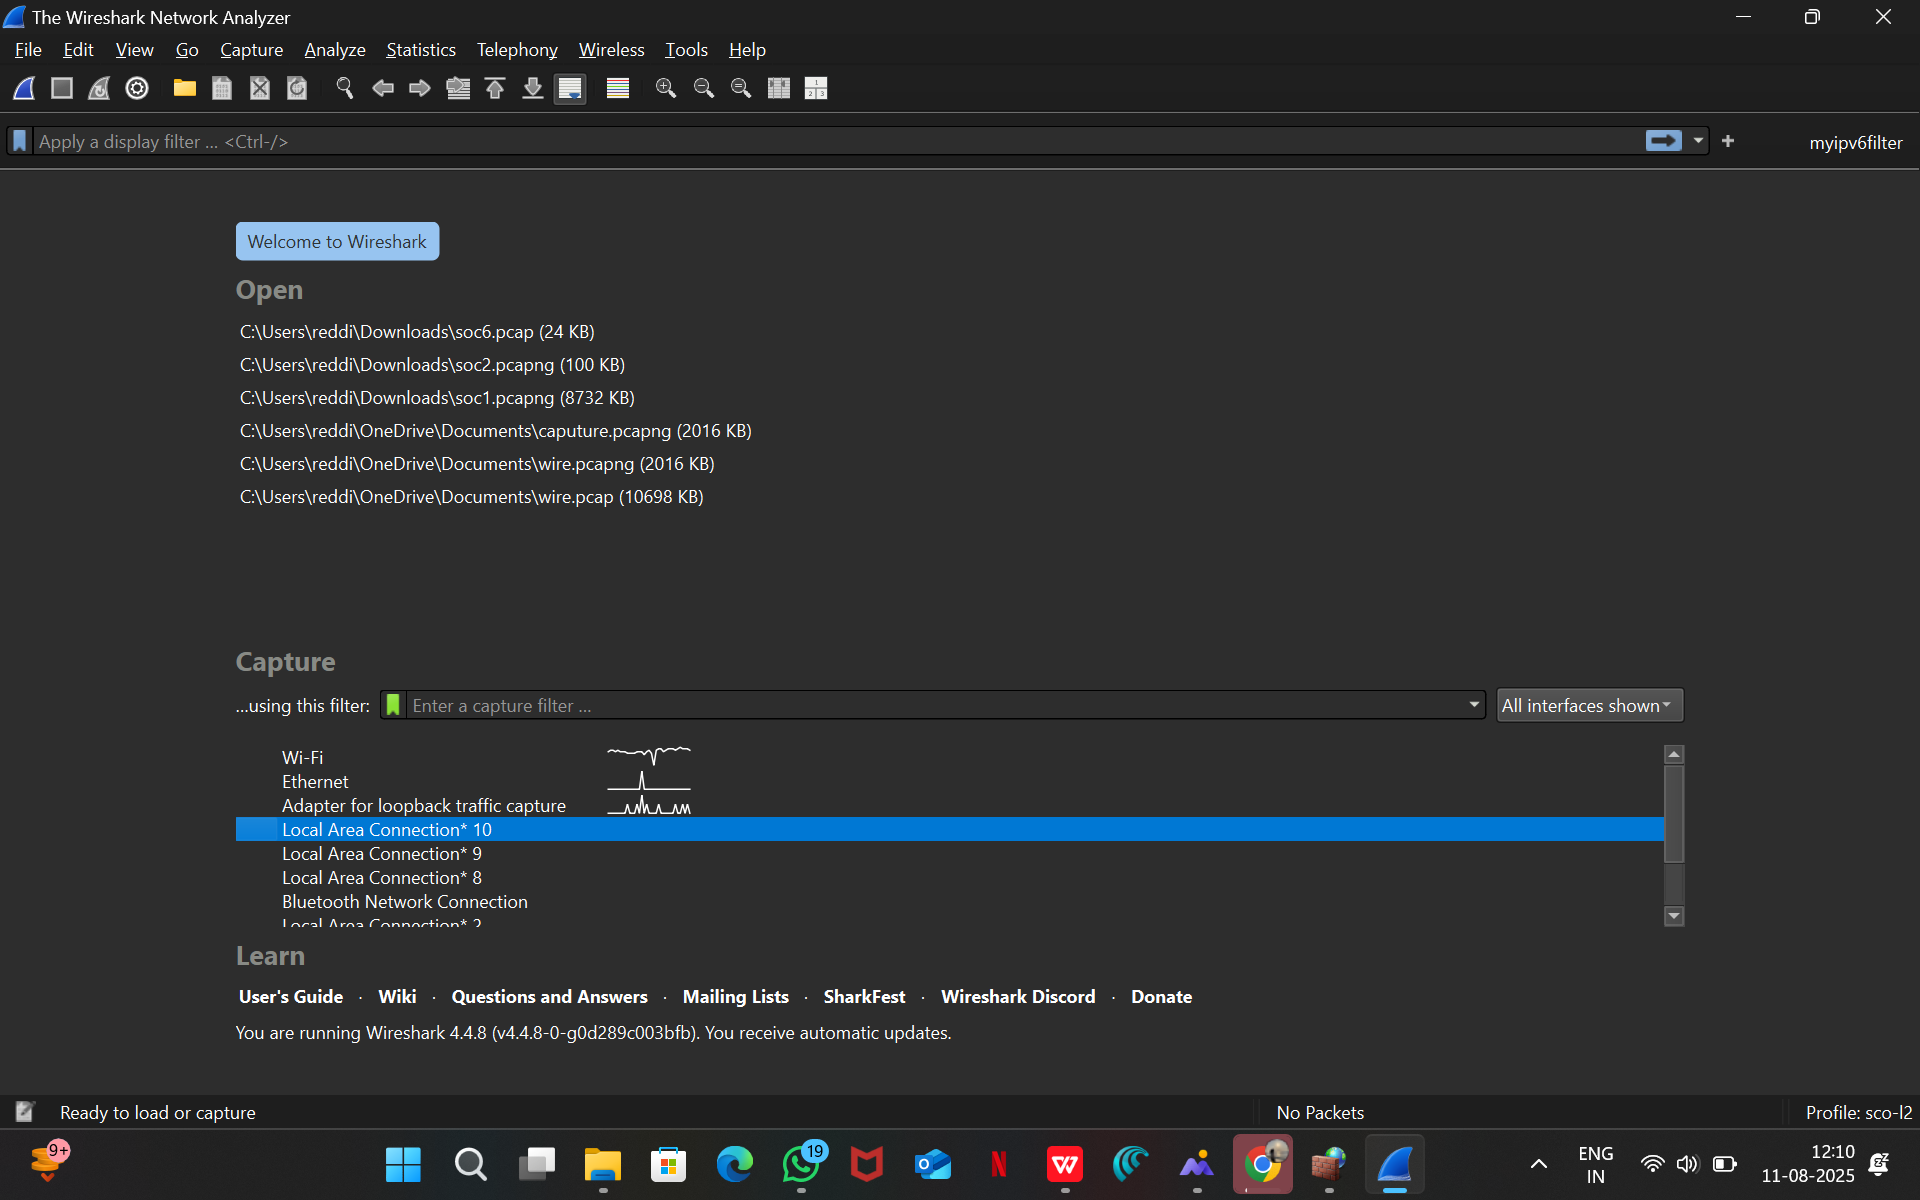 The Wireshark Network Analyzer
File Edit View Go Capture Analyze Statistics Telephony Wireless Tools Help
Apply a display filter ... <Ctrl-/>
myipv6filter
Welcome to Wireshark
Open
C:\Users\reddi\Downloads\soc6.pcap (24 KB)
C:\Users\reddi\Downloads\soc2.pcapng (100 KB)
C:\Users\reddi\Downloads\soc1.pcapng (8732 KB)
C:\Users\reddi\OneDrive\Documents\caputure.pcapng (2016 KB)
C:\Users\reddi\OneDrive\Documents\wire.pcapng (2016 KB)
C:\Users\reddi\OneDrive\Documents\wire.pcap (10698 KB)
Capture
...using this filter: Enter a capture filter ... All interfaces shown
Wi-Fi
Ethernet
Adapter for loopback traffic capture
Local Area Connection* 10
Local Area Connection* 9
Local Area Connection* 8
Bluetooth Network Connection
Local Area Connection* 2
Learn
User's Guide · Wiki · Questions and Answers · Mailing Lists · SharkFest · Wireshark Discord · Donate
You are running Wireshark 4.4.8 (v4.4.8-0-g0d289c003bfb). You receive automatic updates.
Ready to load or capture No Packets Profile: sco-l2
9+ 19 ENG 12:10
IN 11-08-2025